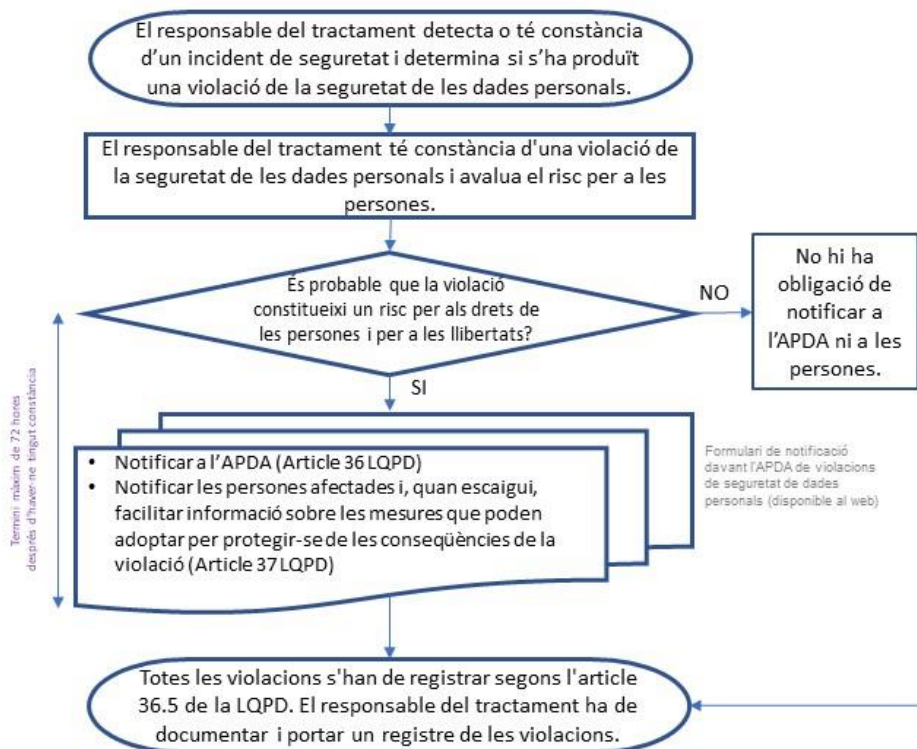 El responsable del tractament detecta o té constància
d'un incident de seguretat i determina si s'ha produït
una violació de la seguretat de les dades personals.
El responsable del tractament té constància d'una violació de
la seguretat de les dades personals i avalua el risc per a les
persones.
És probable que la violació
constitueixi un risc per als drets de
les persones i per a les llibertats?
NO
No hi ha
obligació de
notificar a
l'APDA ni a les
persones.
SI
Termini màxim de 72 hores
després d'haver-ne tingut constància
• Notificar a l'APDA (Article 36 LQPD)
• Notificar les persones afectades i, quan escaigui,
facilitar informació sobre les mesures que poden
adoptar per protegir-se de les conseqüències de la
violació (Article 37 LQPD)
Formulari de notificació
davant l'APDA de violacions
de seguretat de dades
personals (disponible al web)
Totes les violacions s'han de registrar segons l'article
36.5 de la LQPD. El responsable del tractament ha de
documentar i portar un registre de les violacions.